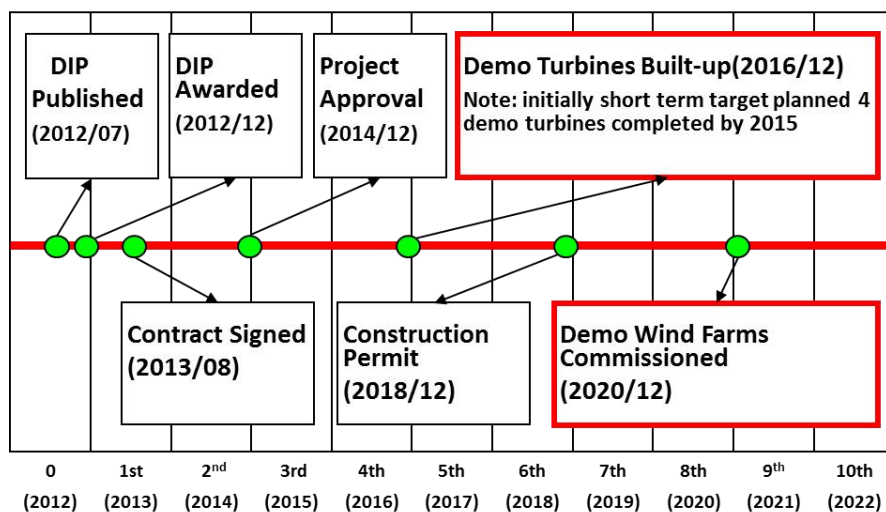 DIP
Published
(2012/07)
DIP
Awarded
(2012/12)
Project
Approval
(2014/12)
Demo Turbines Built-up(2016/12)
Note: initially short term target planned 4
demo turbines completed by 2015
Contract Signed
(2013/08)
Construction
Permit
(2018/12)
Demo Wind Farms
Commissioned
(2020/12)
0 1st 2nd 3rd 4th 5th 6th 7th 8th 9th 10th
(2012) (2013) (2014) (2015) (2016) (2017) (2018) (2019) (2020) (2021) (2022)